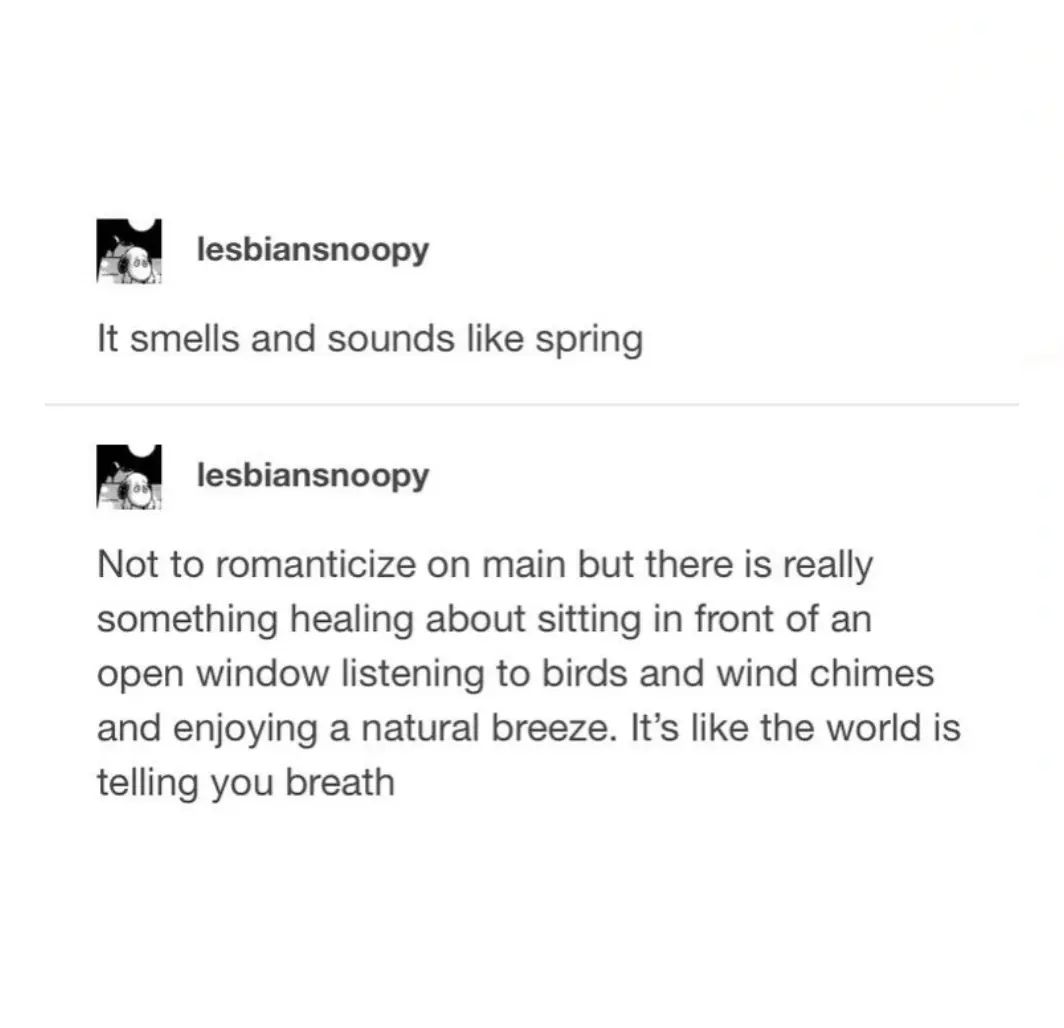 lesbiansnoopy
It smells and sounds like spring
lesbiansnoopy
Not to romanticize on main but there is really
something healing about sitting in front of an
open window listening to birds and wind chimes
and enjoying a natural breeze. It’s like the world is
telling you breath